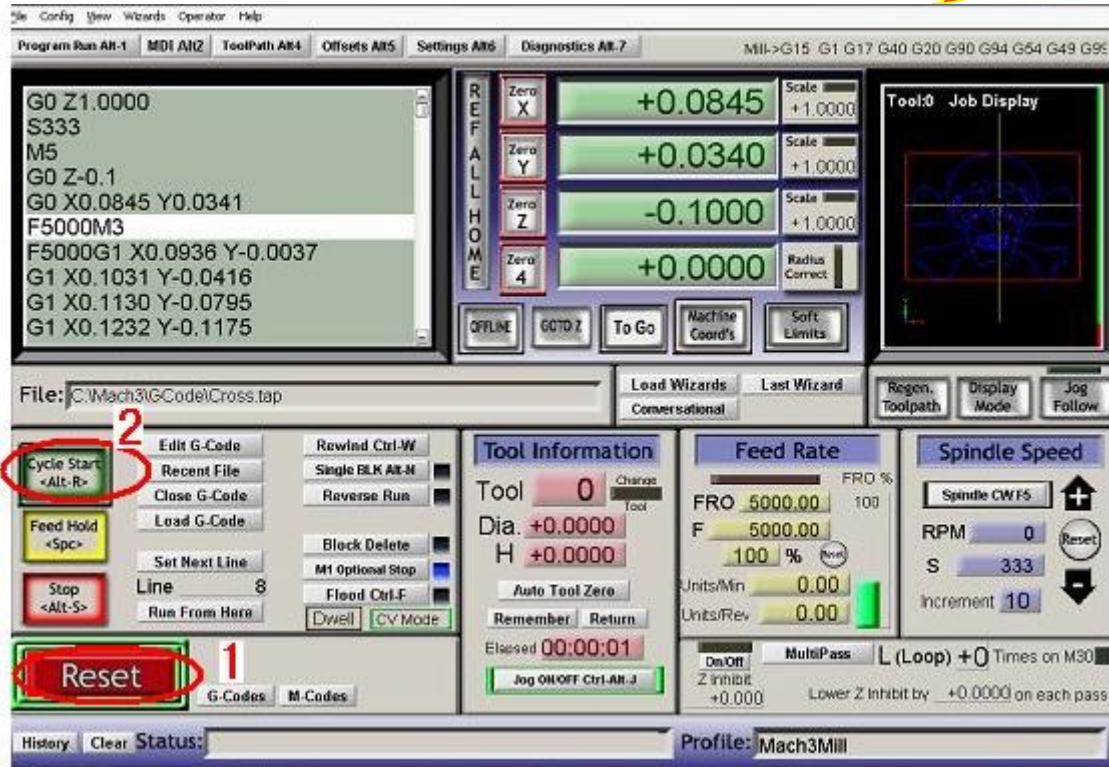 Config View Wizards Operator Help
Program Run Alt-1 MDI Alt2 ToolPath Alt4 Offsets Alt5 Settings Alt6 Diagnostics Alt-7 Mill->G15 G1 G17 G40 G20 G90 G94 G54 G49 G99
G0 Z1.0000
S333
M5
G0 Z-0.1
G0 X0.0845 Y0.0341
F5000M3
F5000G1 X0.0936 Y-0.0037
G1 X0.1031 Y-0.0416
G1 X0.1130 Y-0.0795
G1 X0.1232 Y-0.1175
REF ALL HOME
Zero X +0.0845 Scale +1.0000
Zero Y +0.0340 Scale +1.0000
Zero Z -0.1000 Scale +1.0000
Zero 4 +0.0000 Radius Correct
OFFLINE GOTO Z To Go Machine Coord's Soft Limits
Tool:0 Job Display
File: C:\Mach3\GCode\Cross.tap
Load Wizards Last Wizard
Conversational
Regen. Toolpath Display Mode Jog Follow
2
Cycle Start <Alt-R>
Feed Hold <Spc>
Stop <Alt-S>
Edit G-Code Rewind Ctrl-W
Recent File Single BLK Alt-N
Close G-Code Reverse Run
Load G-Code
Block Delete
Set Next Line M1 Optional Stop
Line 8 Flood Ctrl-F
Run From Here Dwell CV Mode
1
Reset
G-Codes M-Codes
Tool Information
Tool 0 Change Tool
Dia. +0.0000
H +0.0000
Auto Tool Zero
Remember Return
Elapsed 00:00:01
Jog ON/OFF Ctrl-Alt-J
Feed Rate
FRO %
FRO 5000.00 100
F 5000.00
100 % Reset
Units/Min 0.00
Units/Rev 0.00
Spindle Speed
Spindle CW F5
RPM 0 Reset
S 333
Increment 10
On/Off MultiPass L (Loop) +0 Times on M30
Z Inhibit
+0.000 Lower Z Inhibit by +0.0000 on each pass
History Clear Status:
Profile: Mach3Mill